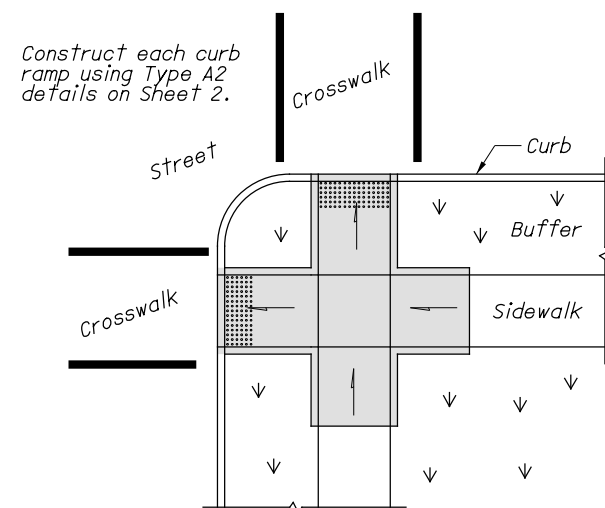 Construct each curb
ramp using Type A2
details on Sheet 2.
Crosswalk
Street
Curb
Buffer
Crosswalk
Sidewalk